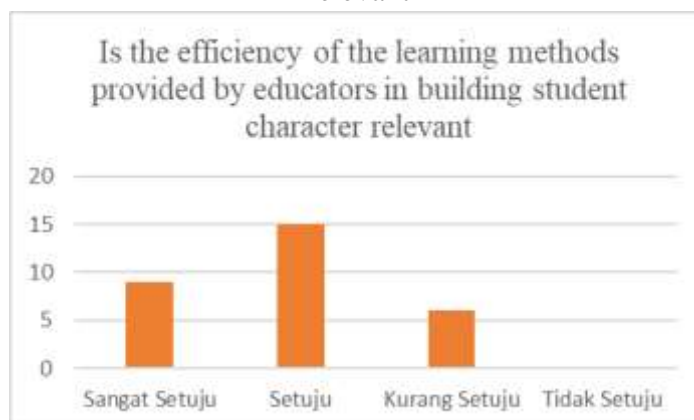 Is the efficiency of the learning methods
provided by educators in building student
character relevant
20
15
10
5
0
Sangat Setuju Setuju Kurang Setuju Tidak Setuju